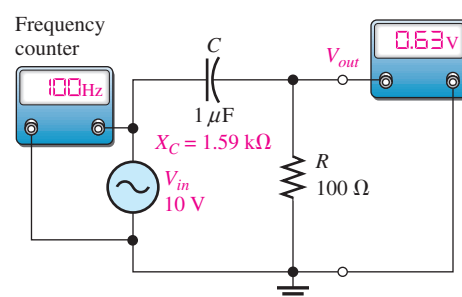 Frequency
counter
100Hz
C
1 μF
X_C = 1.59 kΩ
V_in
10 V
V_out
0.63V
R
100 Ω